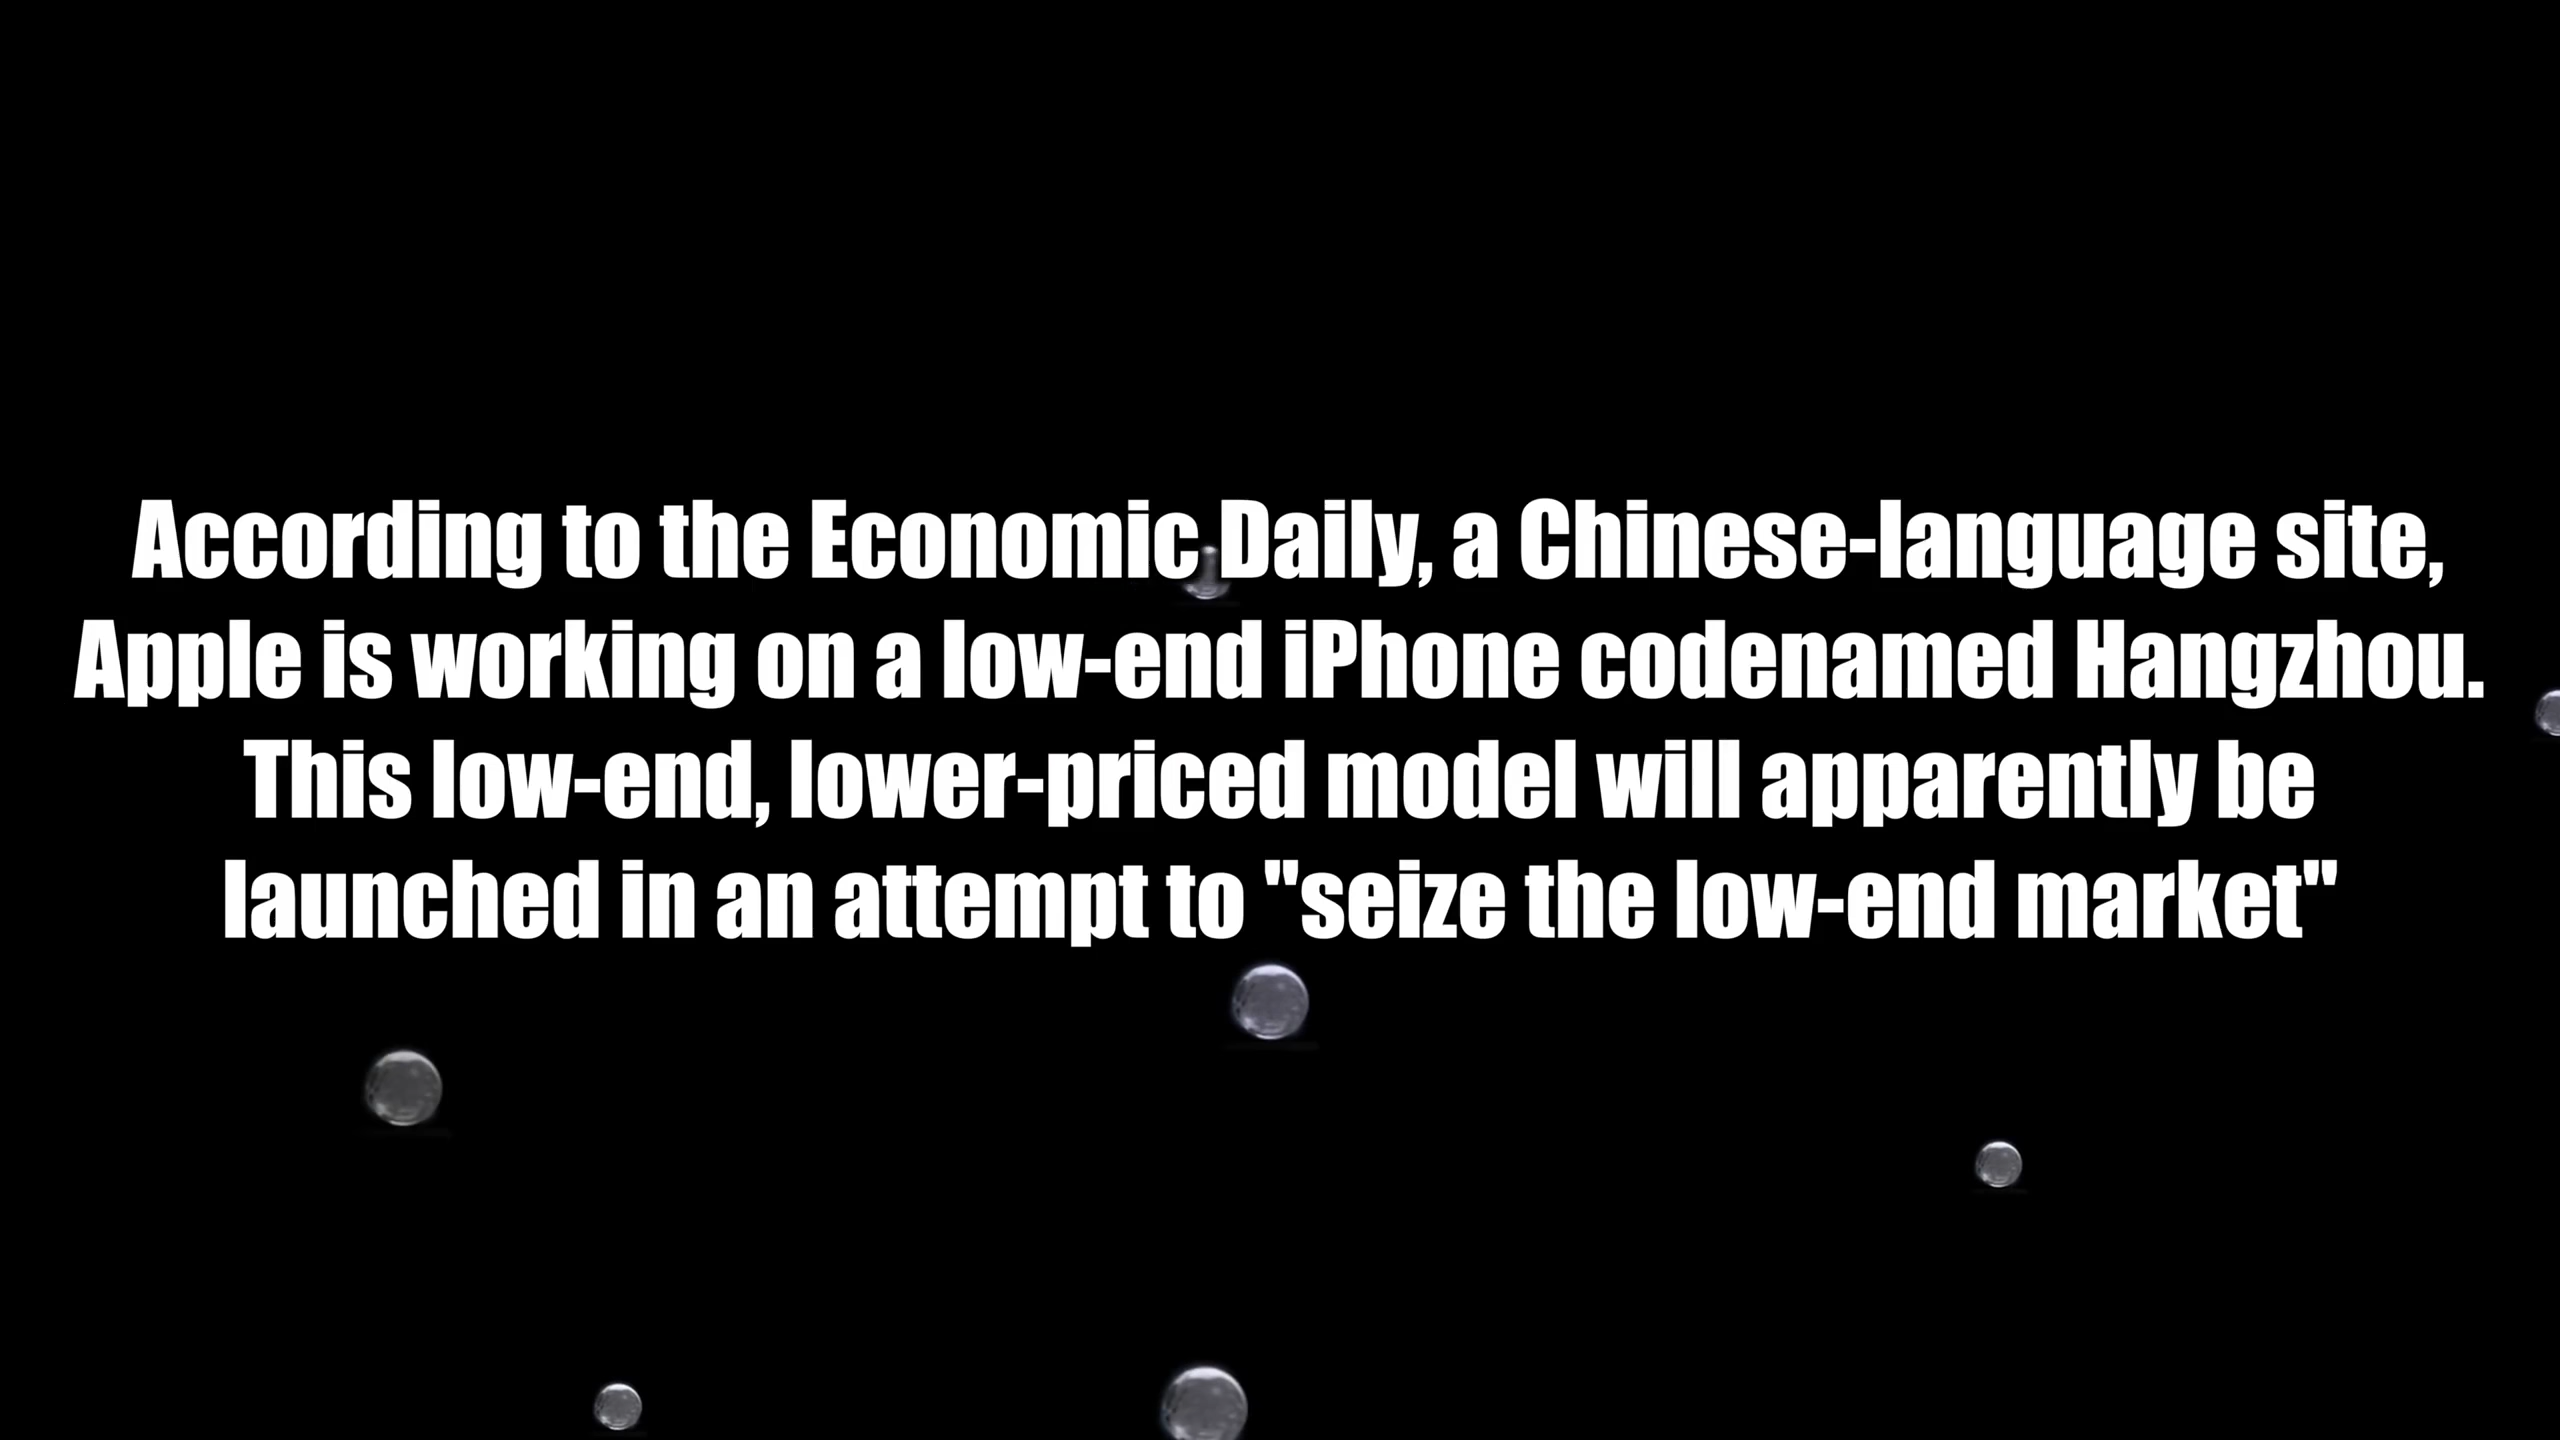 According to the Economic Daily, a Chinese-language site,
Apple is working on a low-end iPhone codenamed Hangzhou.
This low-end, lower-priced model will apparently be
launched in an attempt to "seize the low-end market"